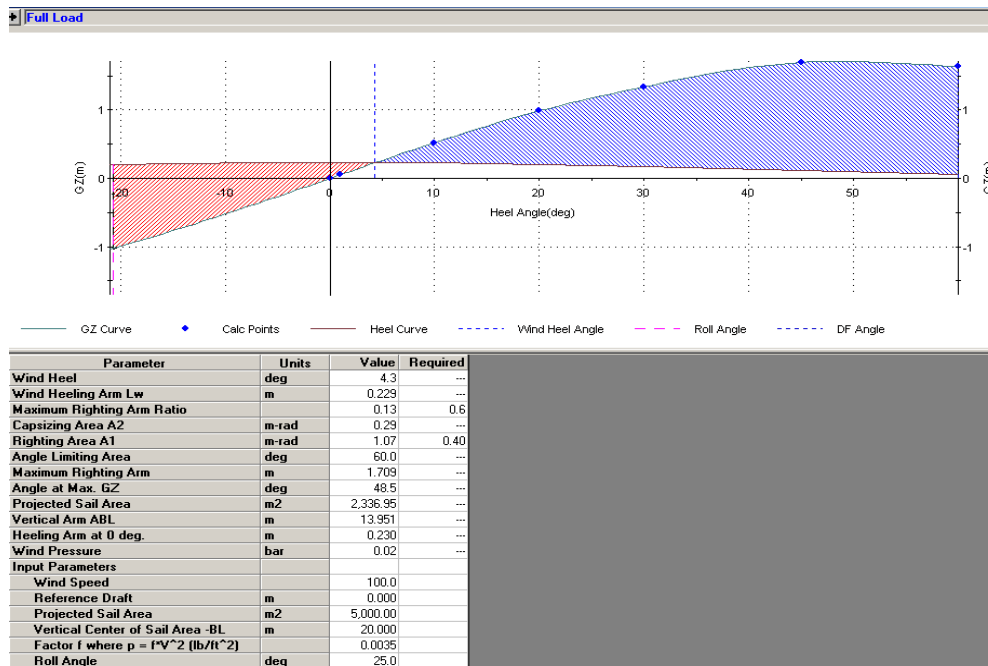 Full Load
GZ(m)
1
0
-1
-20
-10
0
10
20
30
40
50
Heel Angle(deg)
1
0
-1
GZ(m)
GZ Curve Calc Points Heel Curve Wind Heel Angle Roll Angle DF Angle
Parameter Units Value Required
Wind Heel deg 4.3 ---
Wind Heeling Arm Lw m 0.229 ---
Maximum Righting Arm Ratio 0.13 0.6
Capsizing Area A2 m-rad 0.29 ---
Righting Area A1 m-rad 1.07 0.40
Angle Limiting Area deg 60.0 ---
Maximum Righting Arm m 1.709 ---
Angle at Max. GZ deg 48.5 ---
Projected Sail Area m2 2,336.95 ---
Vertical Arm ABL m 13.951 ---
Heeling Arm at 0 deg. m 0.230 ---
Wind Pressure bar 0.02 ---
Input Parameters
Wind Speed 100.0
Reference Draft m 0.000
Projected Sail Area m2 5,000.00
Vertical Center of Sail Area -BL m 20.000
Factor f where p = f*V^2 (lb/ft^2) 0.0035
Roll Angle deg 25.0